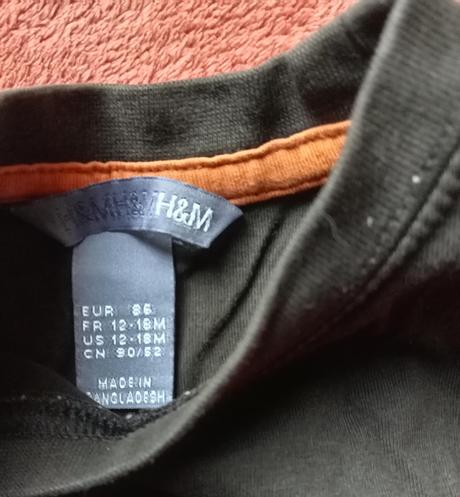 H&M H&M H&M
EUR 86
FR 12-18M
US 12-18M
CN 90/52
MADE IN
BANGLADESH